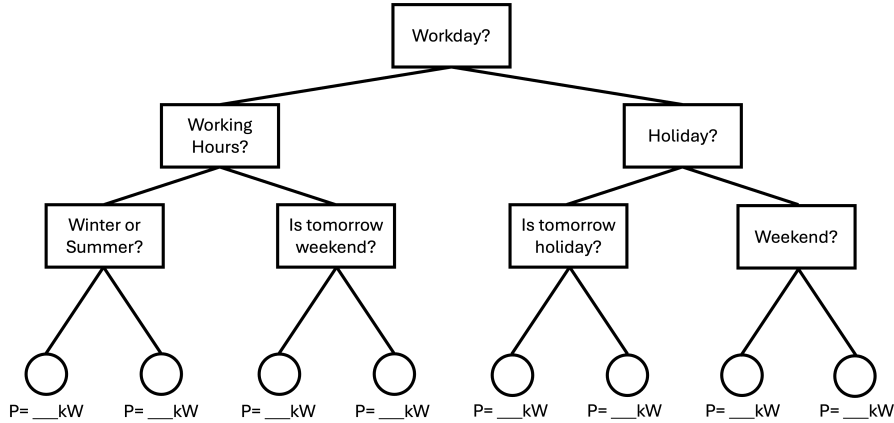 Workday?
Working
Hours?
Holiday?
Winter or
Summer?
Is tomorrow
weekend?
Is tomorrow
holiday?
Weekend?
P= ___kW
P= ___kW
P= ___kW
P= ___kW
P= ___kW
P= ___kW
P= ___kW
P= ___kW